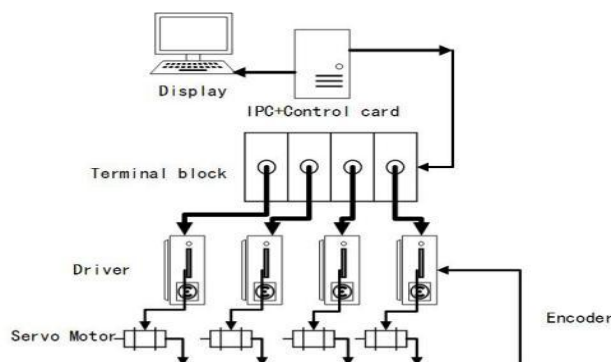 Display
IPC+Control card
Terminal block
Driver
Servo Motor
Encoder